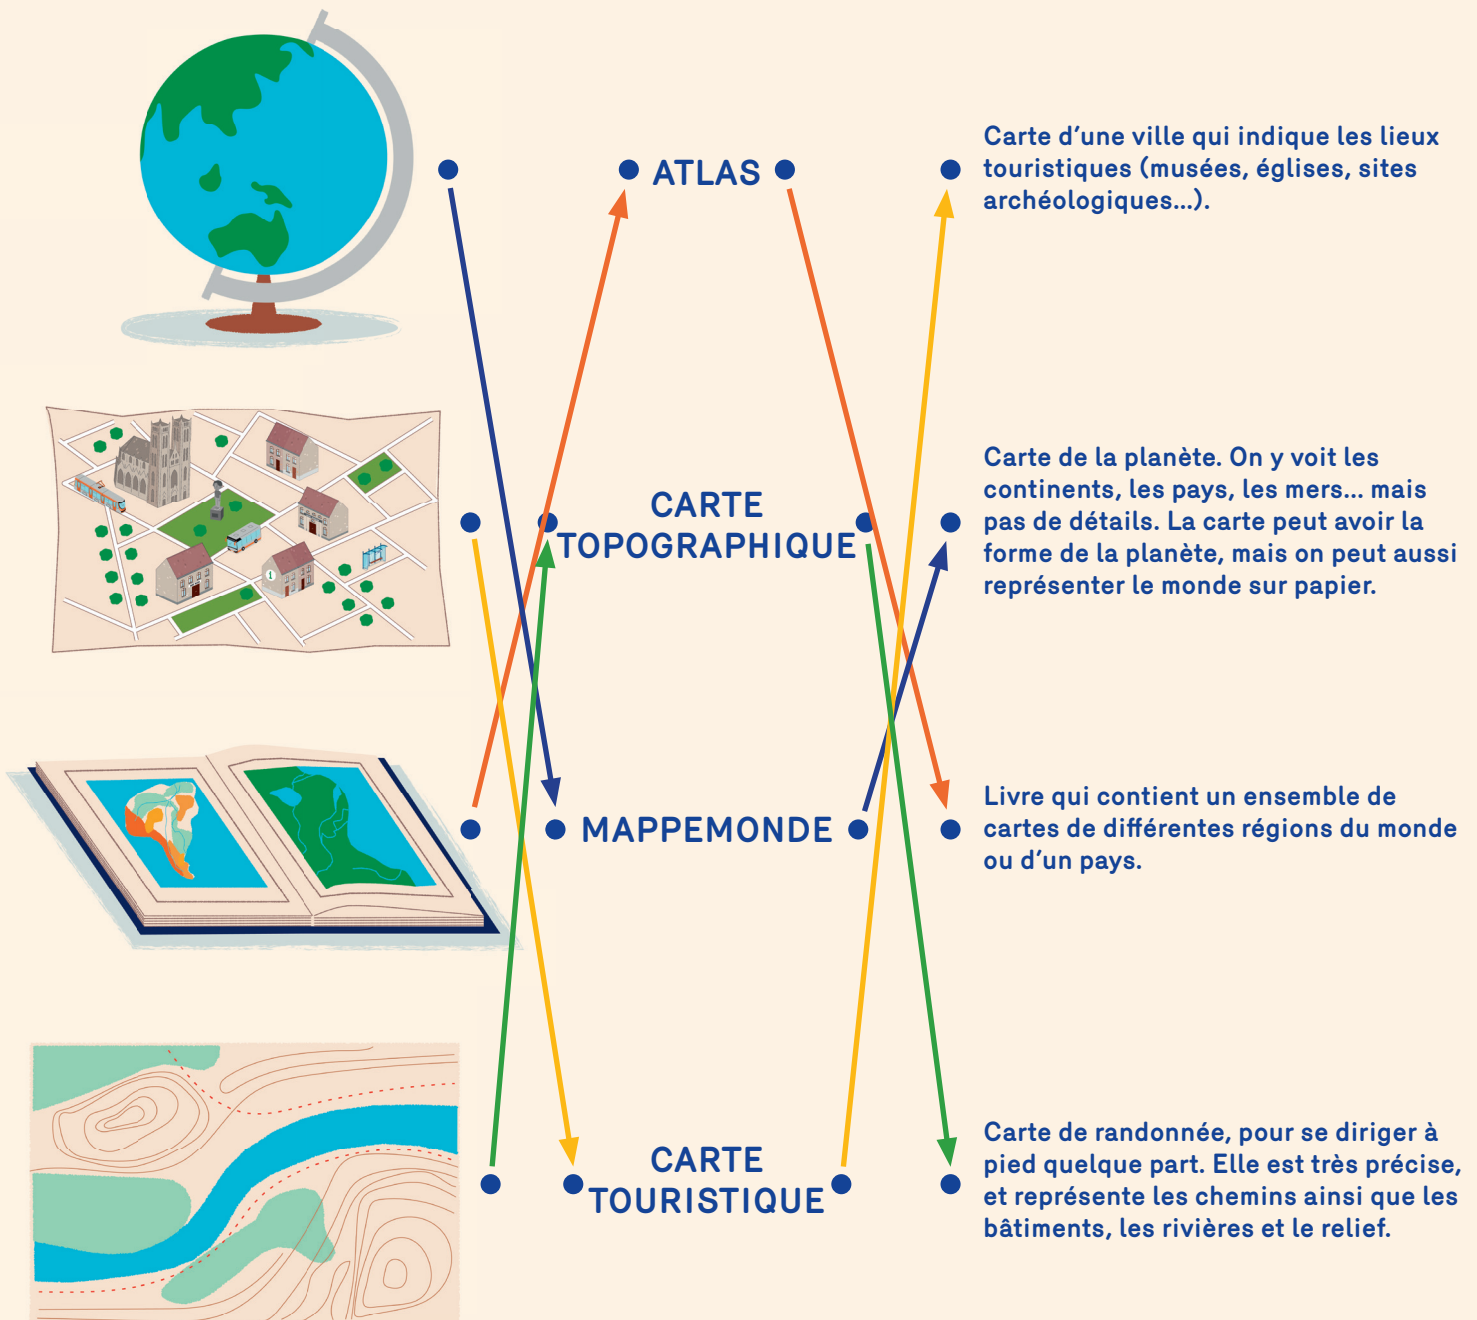 ATLAS
Carte d’une ville qui indique les lieux
touristiques (musées, églises, sites
archéologiques...).
CARTE
TOPOGRAPHIQUE
Carte de la planète. On y voit les
continents, les pays, les mers... mais
pas de détails. La carte peut avoir la
forme de la planète, mais on peut aussi
représenter le monde sur papier.
MAPPEMONDE
Livre qui contient un ensemble de
cartes de différentes régions du monde
ou d’un pays.
CARTE
TOURISTIQUE
Carte de randonnée, pour se diriger à
pied quelque part. Elle est très précise,
et représente les chemins ainsi que les
bâtiments, les rivières et le relief.